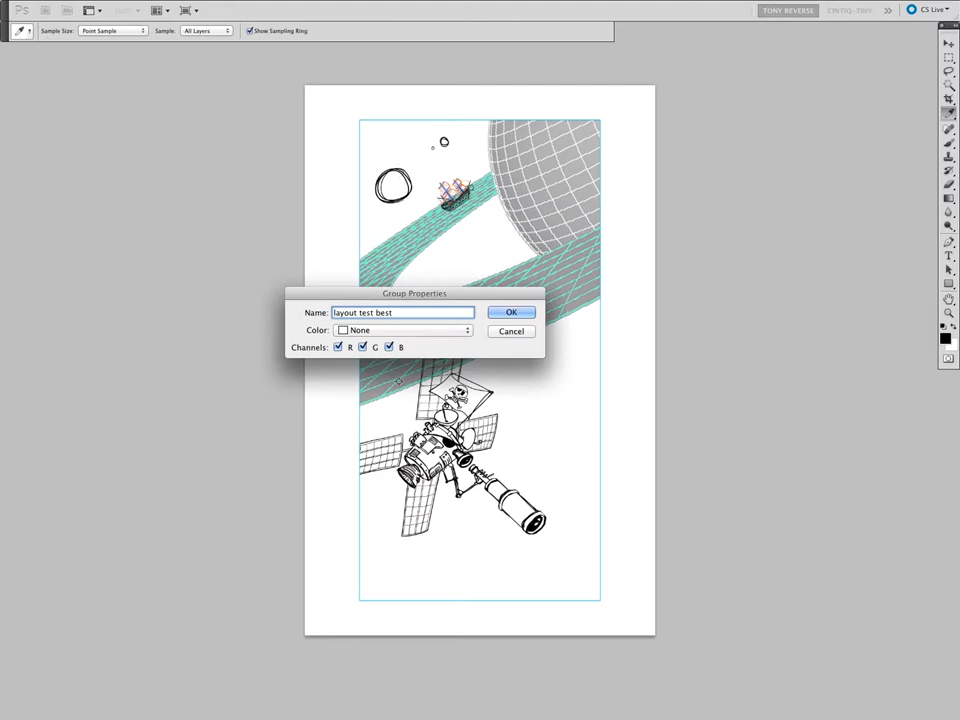 Ps
TONY REVERSE
CINTIQ-TINY
CS Live
Sample Size: Point Sample
Sample: All Layers
Show Sampling Ring
Group Properties
Name: layout test best
OK
Color: None
Cancel
Channels: R G B
T